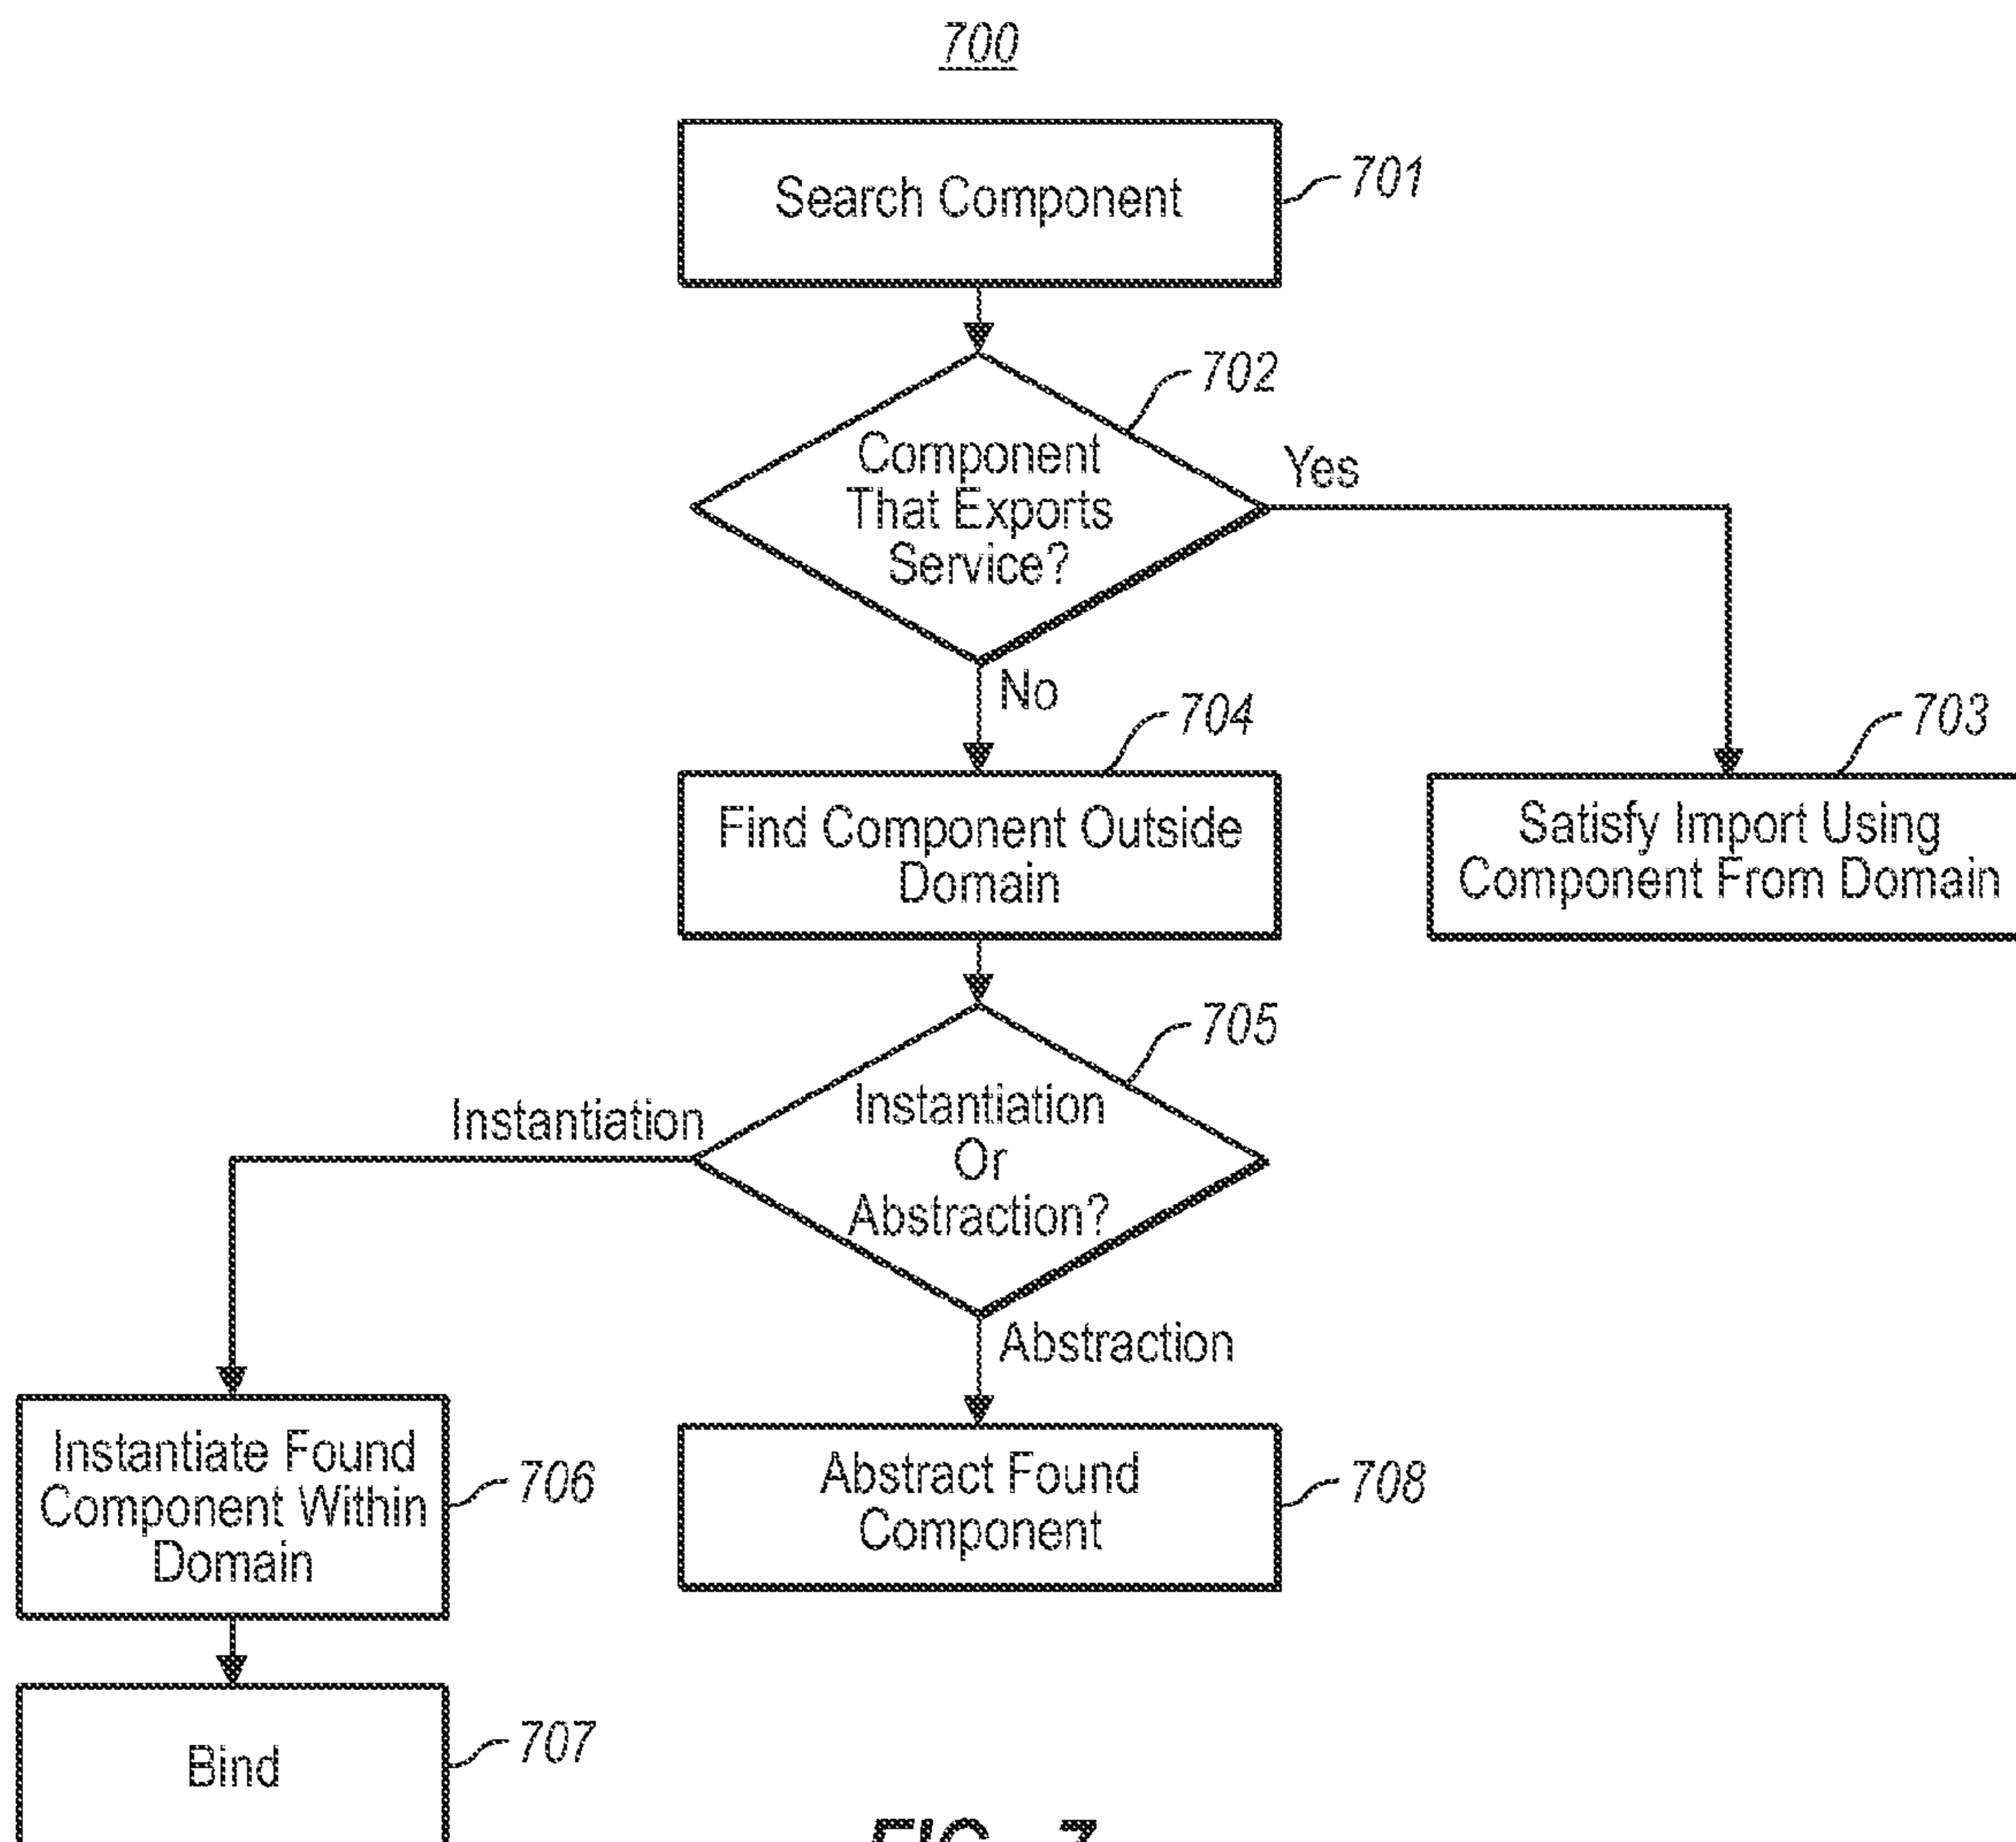 700
Search Component
701
702
Component
That Exports
Service?
Yes
No
704
703
Find Component Outside
Domain
Satisfy Import Using
Component From Domain
705
Instantiation
Instantiation
Or
Abstraction?
Abstraction
Instantiate Found
Component Within
Domain
706
Abstract Found
Component
708
Bind
707
FIG. 7